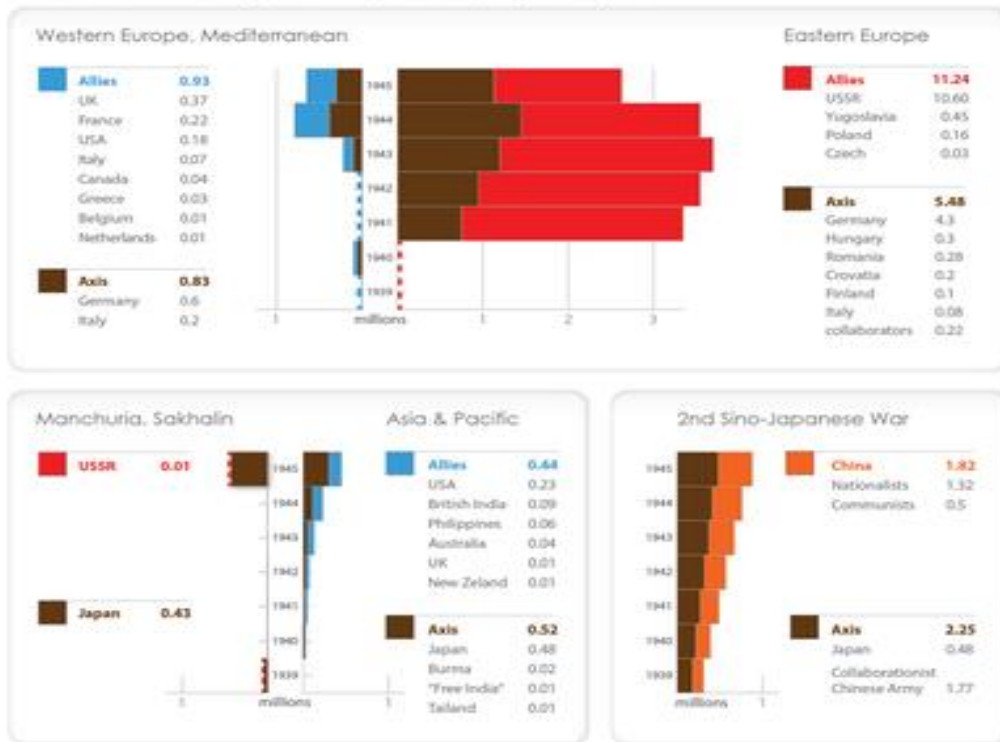 Western Europe, Mediterranean
Allies 0.93
UK 0.37
France 0.22
USA 0.18
Italy 0.07
Canada 0.04
Greece 0.03
Belgium 0.01
Netherlands 0.01
Axis 0.83
Germany 0.6
Italy 0.2
1945
1944
1943
1942
1941
1940
1939
1 millions 1 2 3
Eastern Europe
Allies 11.24
USSR 10.60
Yugoslavia 0.45
Poland 0.16
Czech 0.03
Axis 5.48
Germany 4.3
Hungary 0.3
Romania 0.28
Crovatia 0.2
Finland 0.1
Italy 0.08
collaborators 0.22
Manchuria, Sakhalin
USSR 0.01
Japan 0.43
1945
1944
1943
1942
1941
1940
1939
1 millions 1
Asia & Pacific
Allies 0.44
USA 0.23
British India 0.09
Philippines 0.06
Australia 0.04
UK 0.01
New Zeland 0.01
Axis 0.52
Japan 0.48
Burma 0.02
"Free India" 0.01
Tailand 0.01
2nd Sino-Japanese War
1945
1944
1943
1942
1941
1940
1939
millions 1
China 1.82
Nationalists 1.32
Communists 0.5
Axis 2.25
Japan 0.48
Collaborationist
Chinese Army 1.77